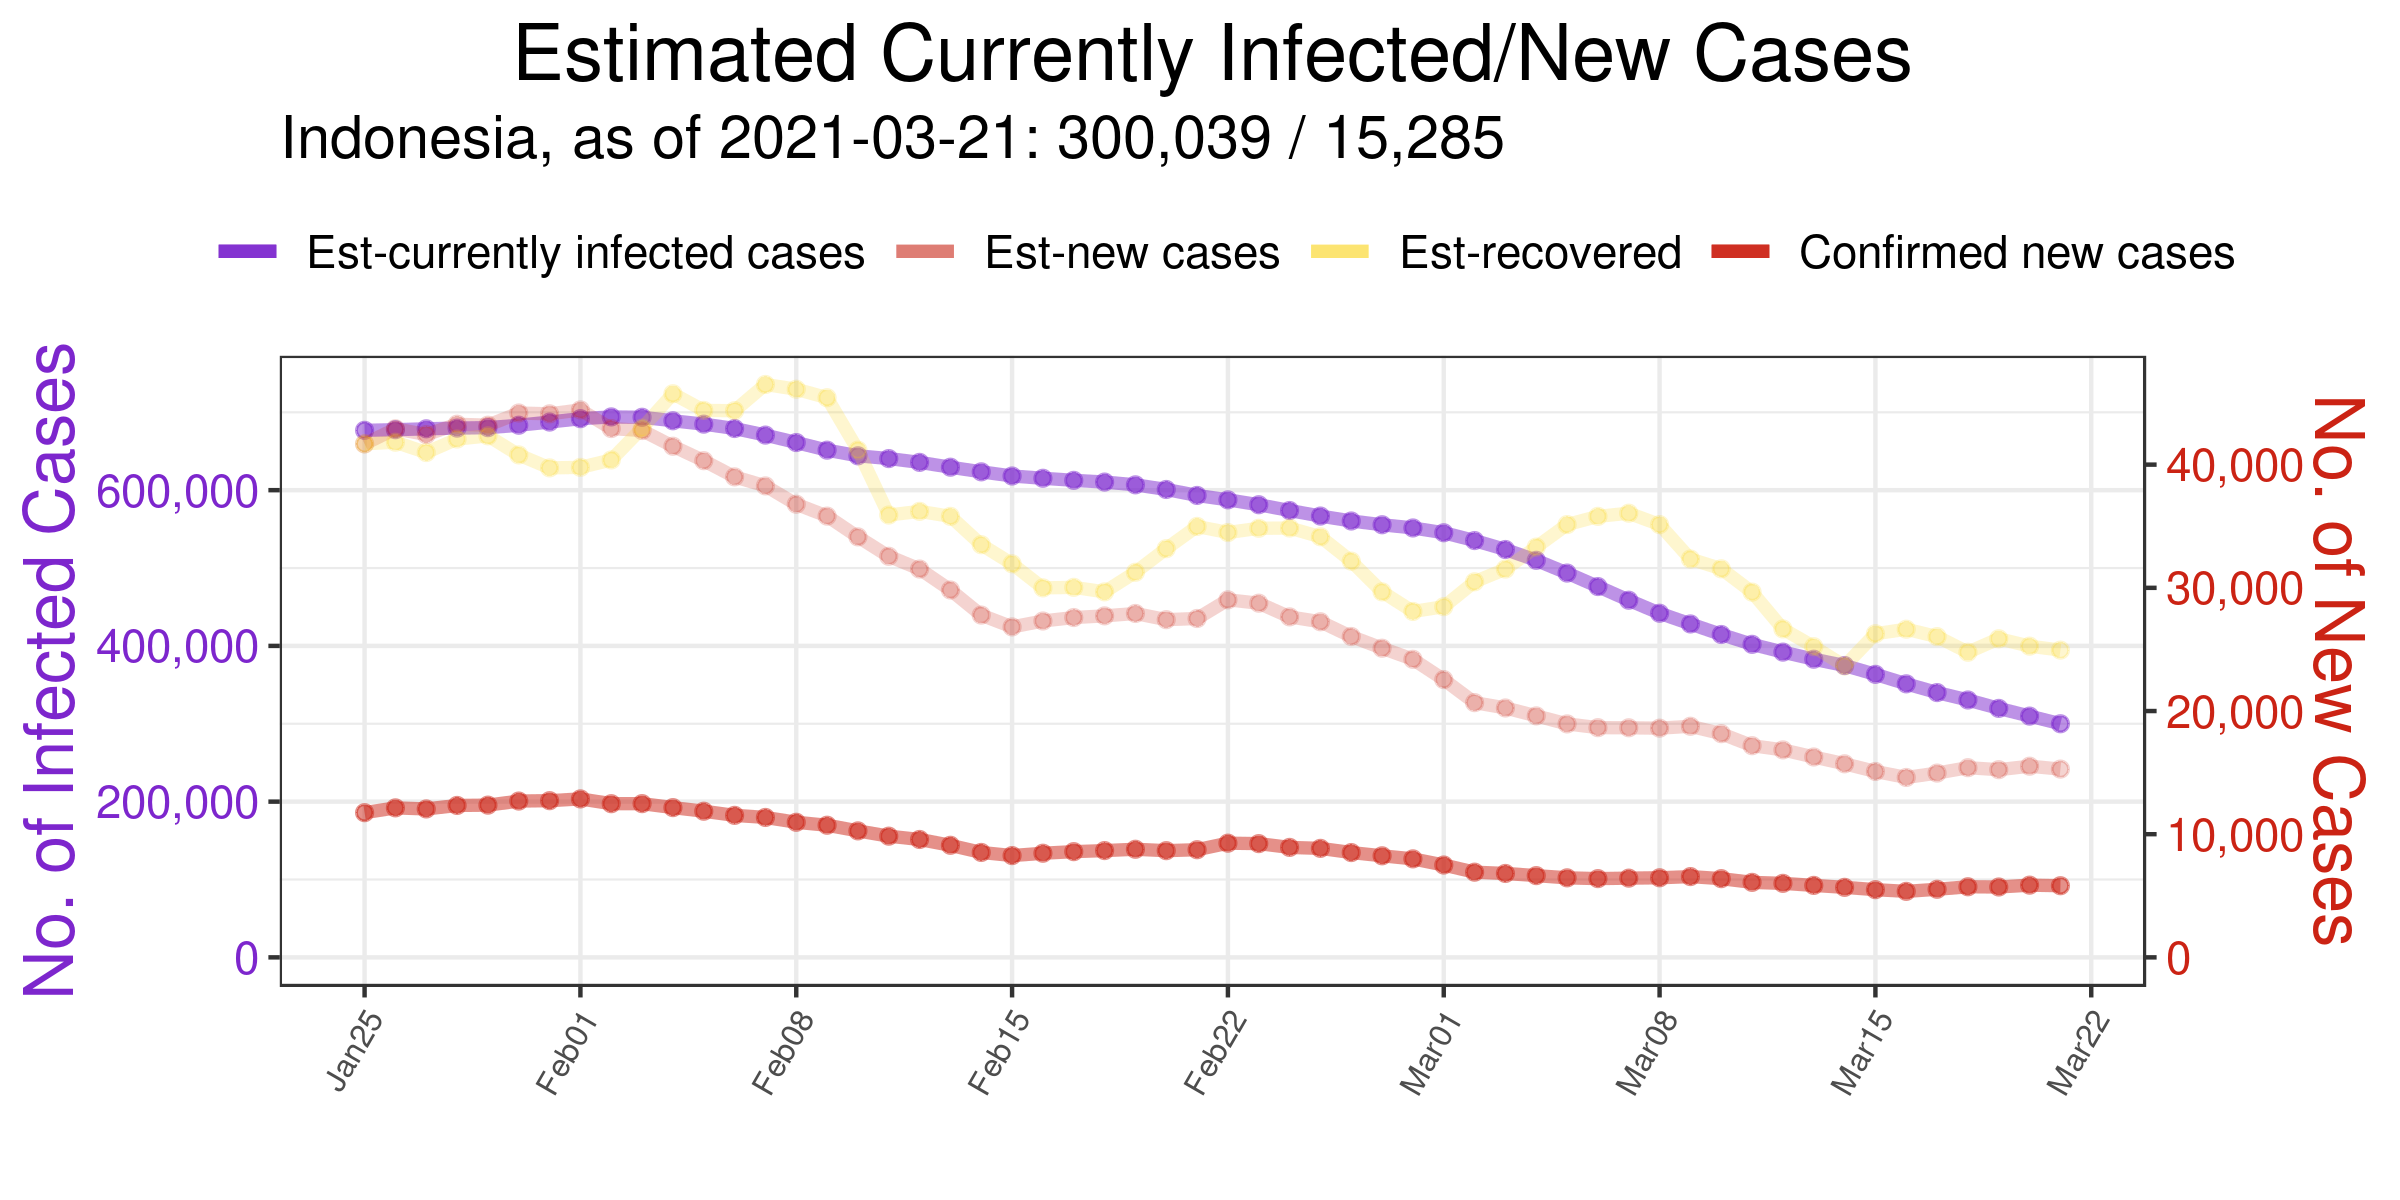 Estimated Currently Infected/New Cases
Indonesia, as of 2021-03-21: 300,039 / 15,285
Est-currently infected cases
Est-new cases
Est-recovered
Confirmed new cases
No. of Infected Cases
600,000
400,000
200,000
0
40,000
30,000
20,000
10,000
0
No. of New Cases
Jan25
Feb01
Feb08
Feb15
Feb22
Mar01
Mar08
Mar15
Mar22